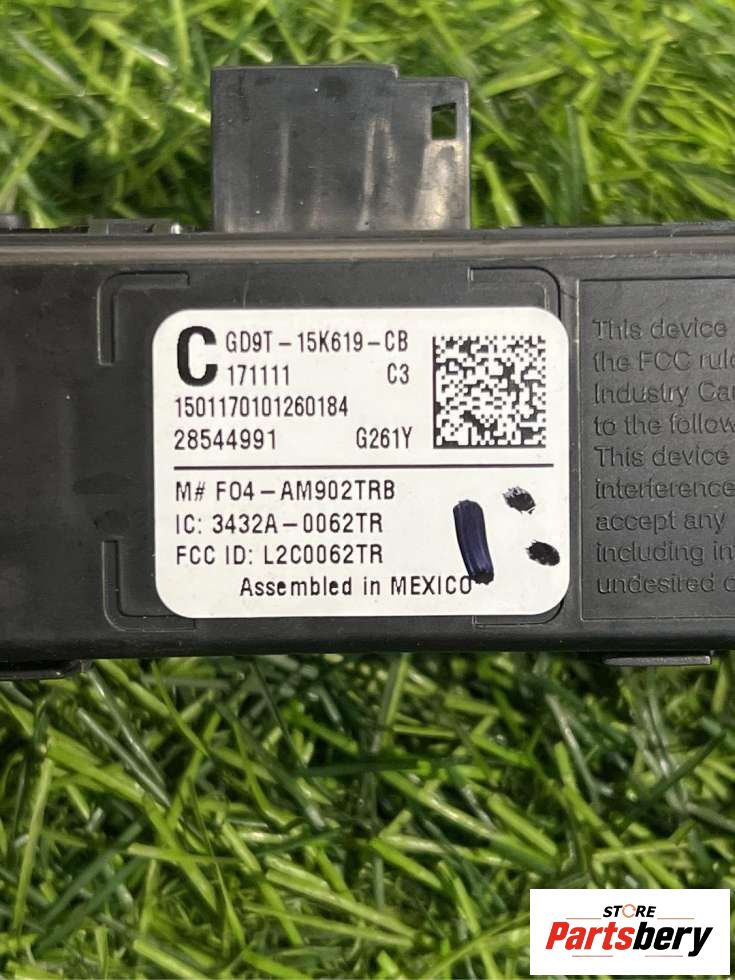 C GD9T-15K619-CB
171111 C3
1501170101260184
28544991 G261Y
M# F04-AM902TRB
IC: 3432A-0062TR
FCC ID: L2C0062TR
Assembled in MEXICO
This device
the FCC rul
Industry Ca
to the follow
This device
interference
accept any
including in
undesired o
STORE
Partsbery